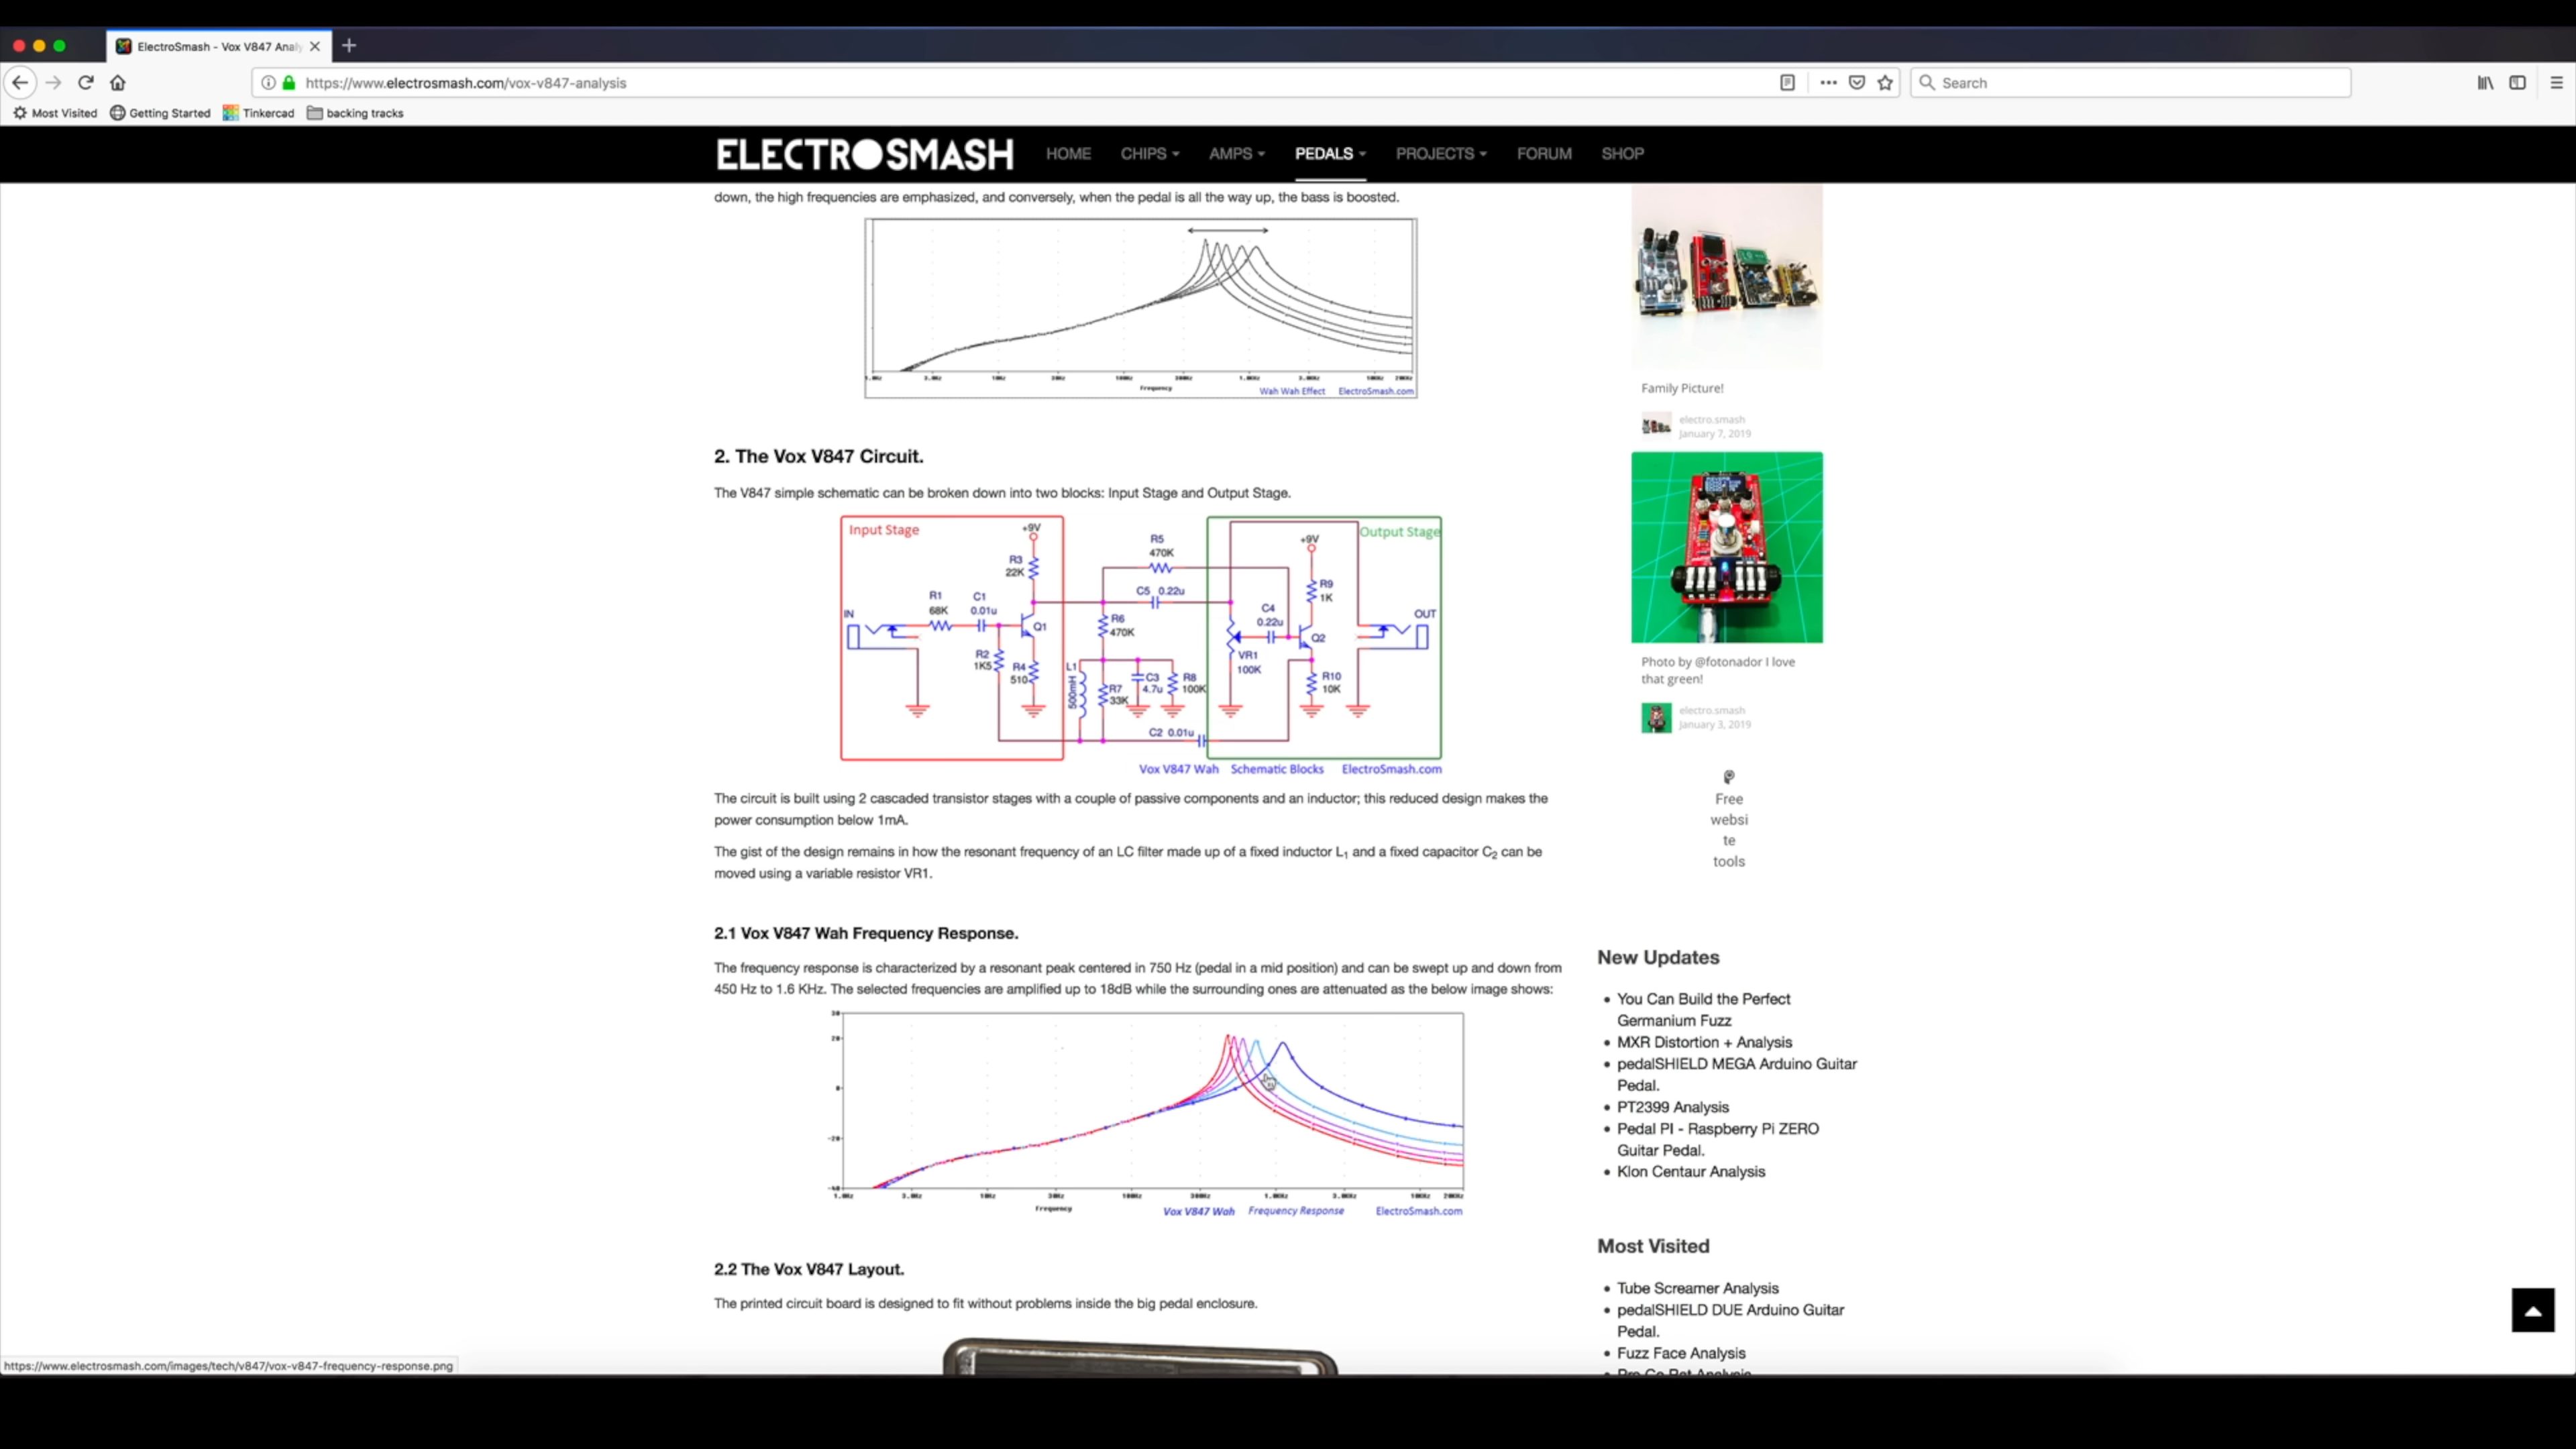 ElectroSmash - Vox V847 Analy
https://www.electrosmash.com/vox-v847-analysis
Search
Most Visited
Getting Started
Tinkercad
backing tracks
ELECTROSMASH
HOME
CHIPS
AMPS
PEDALS
PROJECTS
FORUM
SHOP
down, the high frequencies are emphasized, and conversely, when the pedal is all the way up, the bass is boosted.
Frequency
Wah Wah Effect ElectroSmash.com
2. The Vox V847 Circuit.
The V847 simple schematic can be broken down into two blocks: Input Stage and Output Stage.
Input Stage
+9V
R3
22K
R1
68K
C1
0.01u
IN
Q1
R2
1K5
R4
510
L1
500mH
R5
470K
C5 0.22u
R6
470K
R7
33K
C3
4.7u
R8
100K
C2 0.01u
Output Stage
+9V
R9
1K
C4
0.22u
Q2
VR1
100K
R10
10K
OUT
Vox V847 Wah Schematic Blocks ElectroSmash.com
The circuit is built using 2 cascaded transistor stages with a couple of passive components and an inductor; this reduced design makes the
power consumption below 1mA.
The gist of the design remains in how the resonant frequency of an LC filter made up of a fixed inductor L1 and a fixed capacitor C2 can be
moved using a variable resistor VR1.
2.1 Vox V847 Wah Frequency Response.
The frequency response is characterized by a resonant peak centered in 750 Hz (pedal in a mid position) and can be swept up and down from
450 Hz to 1.6 KHz. The selected frequencies are amplified up to 18dB while the surrounding ones are attenuated as the below image shows:
Frequency
Vox V847 Wah Frequency Response ElectroSmash.com
2.2 The Vox V847 Layout.
The printed circuit board is designed to fit without problems inside the big pedal enclosure.
Family Picture!
electro.smash
January 7, 2019
Photo by @fotonador I love
that green!
electro.smash
January 3, 2019
Free
websi
te
tools
New Updates
You Can Build the Perfect
Germanium Fuzz
MXR Distortion + Analysis
pedalSHIELD MEGA Arduino Guitar
Pedal.
PT2399 Analysis
Pedal PI - Raspberry Pi ZERO
Guitar Pedal.
Klon Centaur Analysis
Most Visited
Tube Screamer Analysis
pedalSHIELD DUE Arduino Guitar
Pedal.
Fuzz Face Analysis
https://www.electrosmash.com/images/tech/v847/vox-v847-frequency-response.png